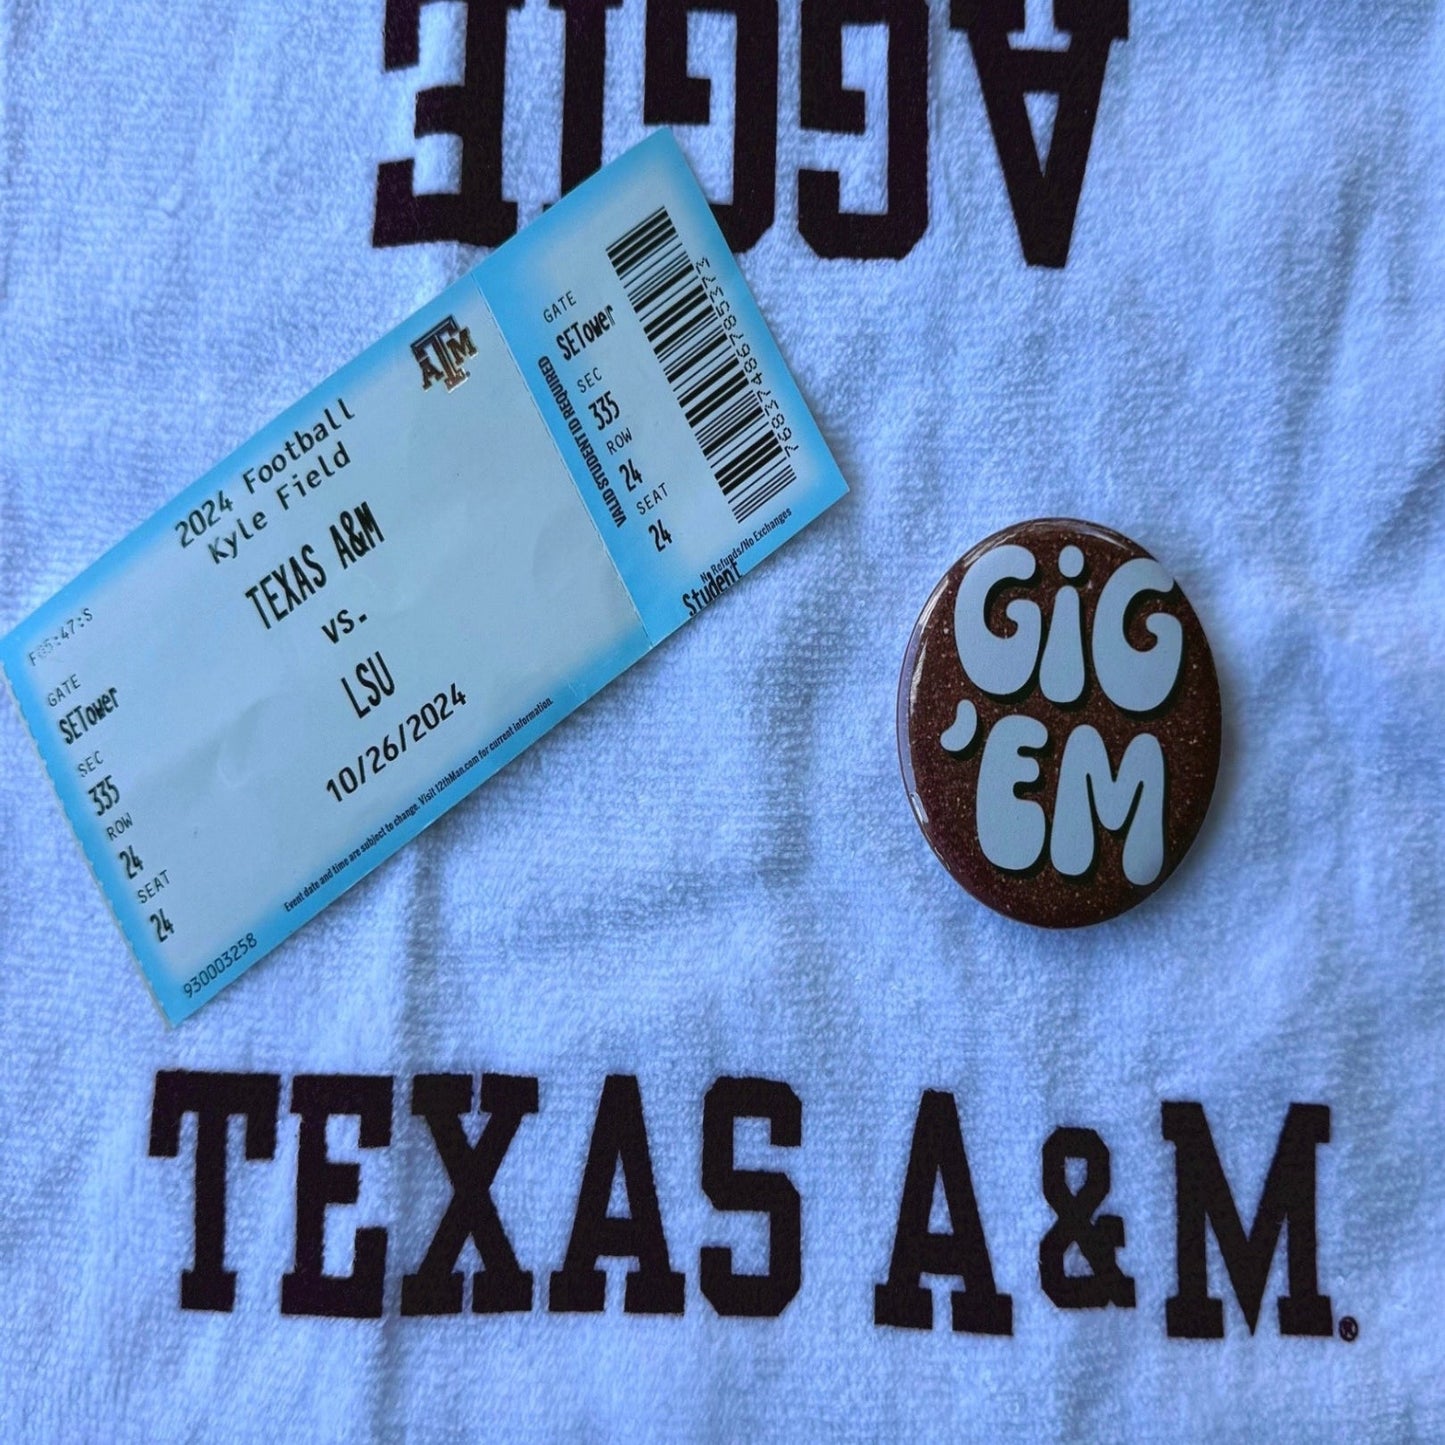 AGGIE
ATM
2024 Football
Kyle Field
TEXAS A&M
vs.
LSU
10/26/2024
GATE
SETower
SEC
335
ROW
24
SEAT
24
930003258
Event date and time are subject to change. Visit 12thMan.com for current information.
VALID STUDENT ID REQUIRED
GATE
SETower
SEC
335
ROW
24
SEAT
24
No Refunds/No Exchanges
Student
GiG
'EM
TEXAS A&M®